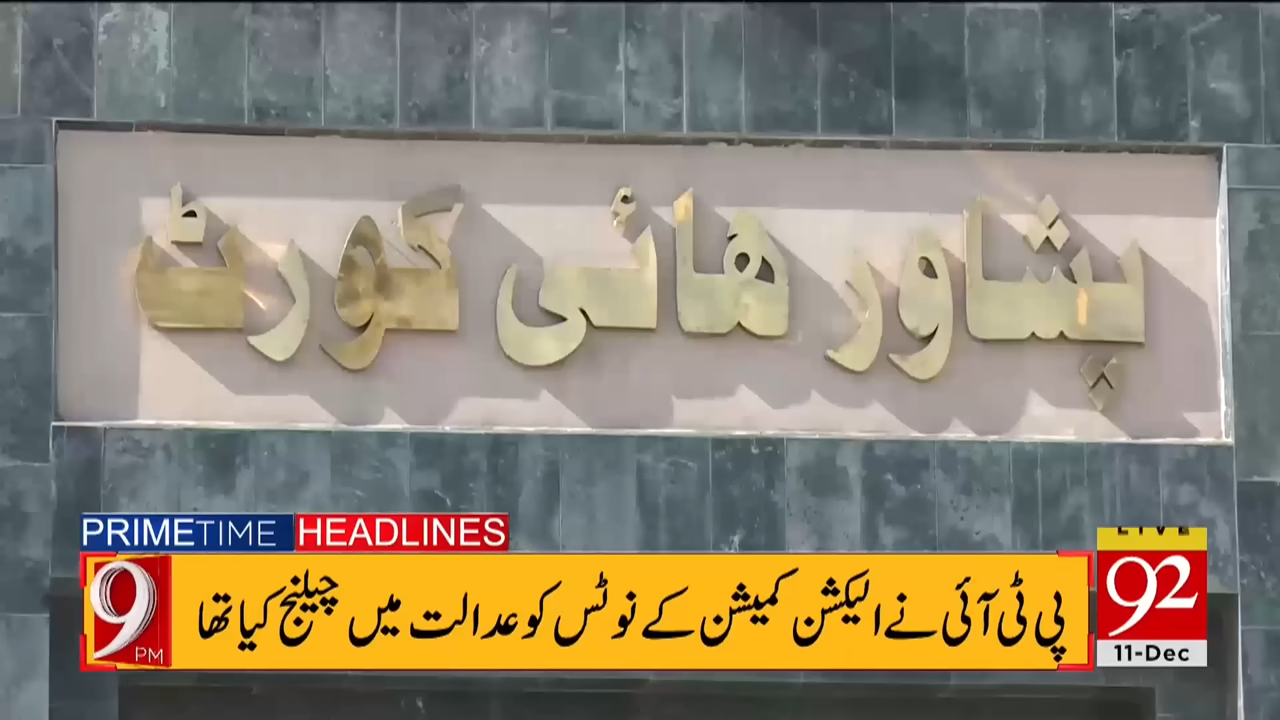 پشاور هائی کورٹ
PRIMETIME HEADLINES
9 PM
پی ٹی آئی نے الیکشن کمیشن کے نوٹس کو عدالت میں چیلنج کیا تھا
LIVE
92
11-Dec